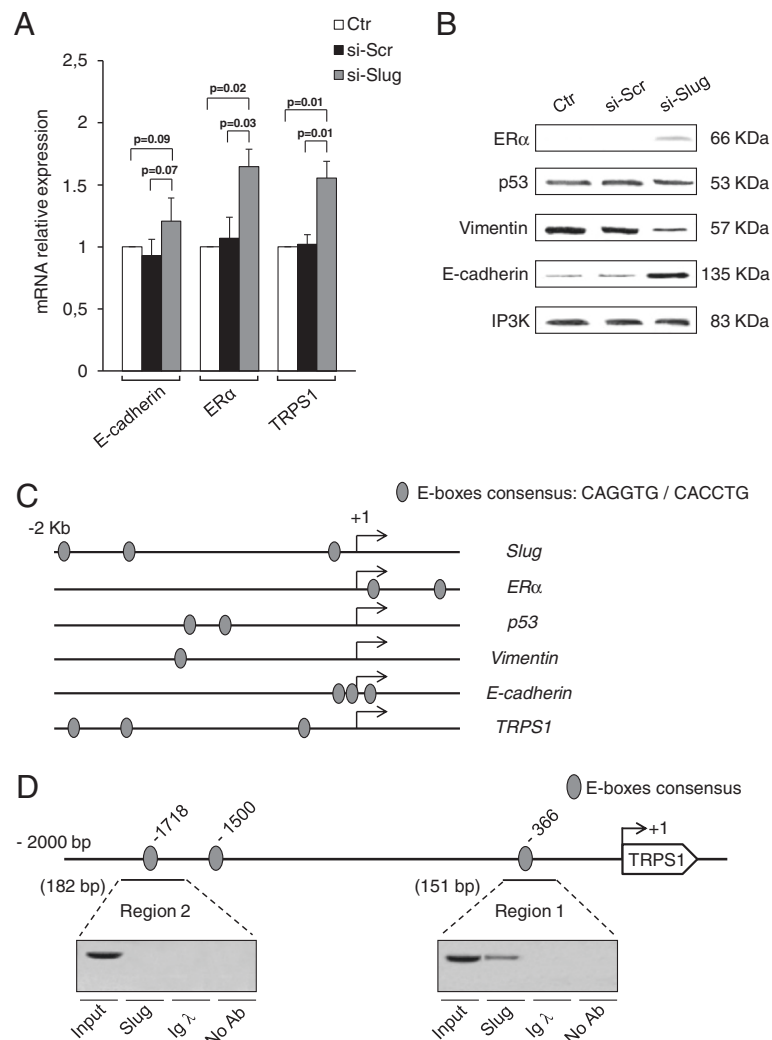 A
Ctr
si-Scr
si-Slug
mRNA relative expression
2,5
2
1.5
1
0,5
0
p=0.09
p=0.07
p=0.02
p=0.03
p=0.01
p=0.01
E-cadherin
ERα
TRPS1
B
Ctr
si-Scr
si-Slug
ERα 66 KDa
p53 53 KDa
Vimentin 57 KDa
E-cadherin 135 KDa
IP3K 83 KDa
C
E-boxes consensus: CAGGTG / CACCTG
-2 Kb
+1
Slug
ERα
p53
Vimentin
E-cadherin
TRPS1
D
E-boxes consensus
- 2000 bp
-1718
-1500
-366
+1
TRPS1
(182 bp)
Region 2
(151 bp)
Region 1
Input
Slug
Ig λ
No Ab
Input
Slug
Ig λ
No Ab